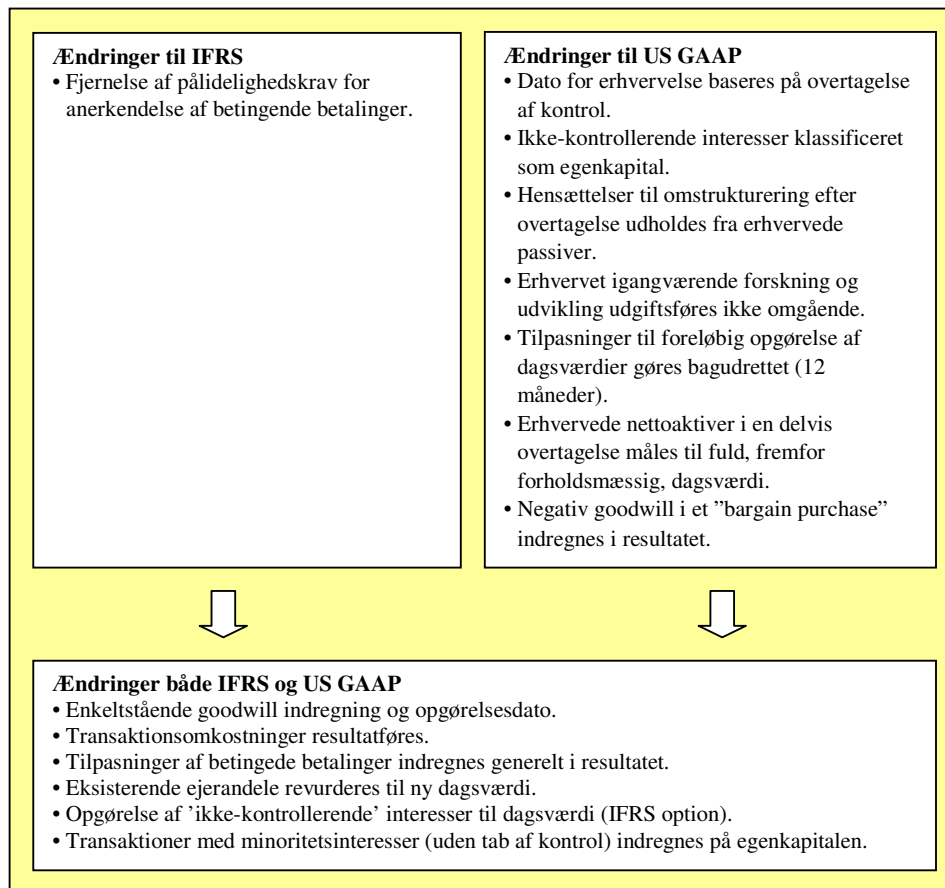 Ændringer til IFRS
• Fjernelse af pålidelighedskrav for
anerkendelse af betingende betalinger.
Ændringer til US GAAP
• Dato for erhvervelse baseres på overtagelse
af kontrol.
• Ikke-kontrollerende interesser klassificeret
som egenkapital.
• Hensættelser til omstrukturering efter
overtagelse udholdes fra erhvervede
passiver.
• Erhvervet igangværende forskning og
udvikling udgiftsføres ikke omgående.
• Tilpasninger til foreløbig opgørelse af
dagsværdier gøres bagudrettet (12
måneder).
• Erhvervede nettoaktiver i en delvis
overtagelse måles til fuld, fremfor
forholdsmæssig, dagsværdi.
• Negativ goodwill i et ”bargain purchase”
indregnes i resultatet.
Ændringer både IFRS og US GAAP
• Enkeltstående goodwill indregning og opgørelsesdato.
• Transaktionsomkostninger resultatføres.
• Tilpasninger af betingede betalinger indregnes generelt i resultatet.
• Eksisterende ejerandele revurderes til ny dagsværdi.
• Opgørelse af ’ikke-kontrollerende’ interesser til dagsværdi (IFRS option).
• Transaktioner med minoritetsinteresser (uden tab af kontrol) indregnes på egenkapitalen.